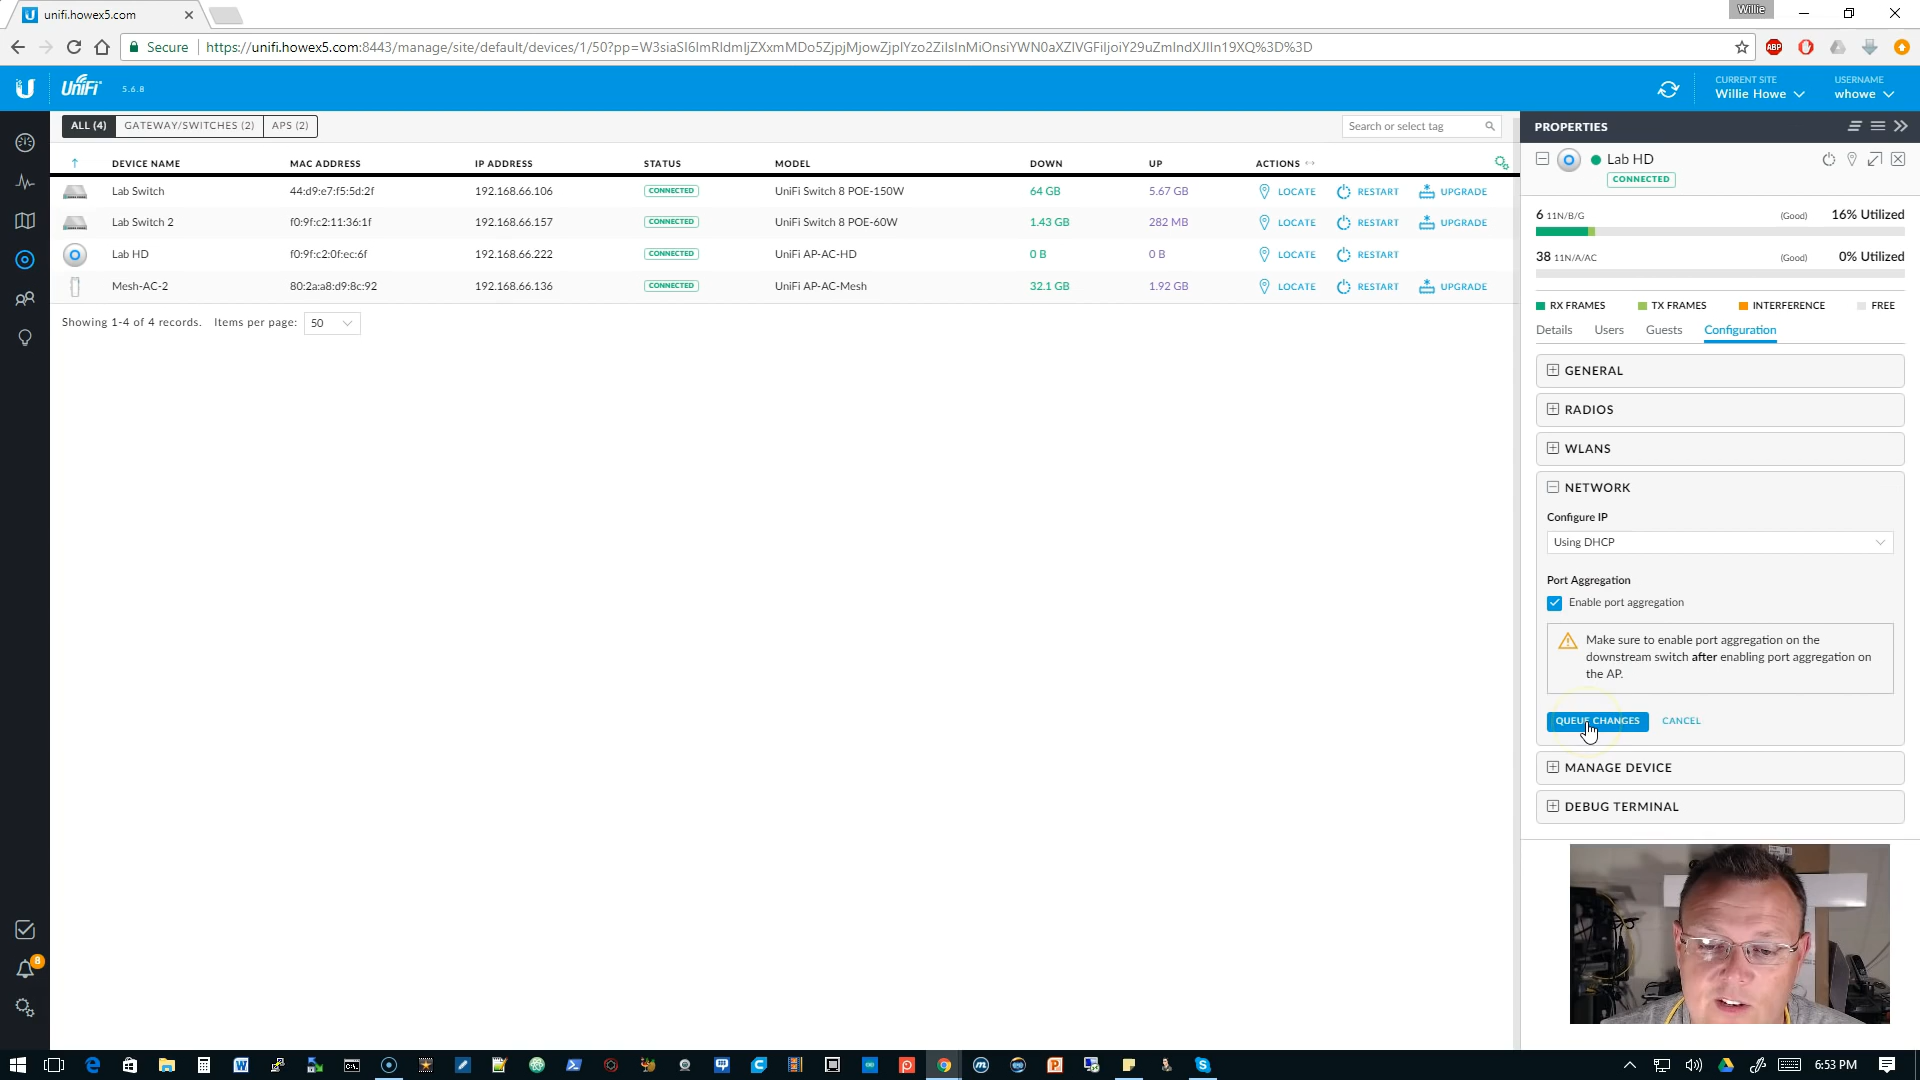 unifi.howex5.com
Willie
Secure
https://unifi.howex5.com:8443/manage/site/default/devices/1/50?pp=
UniFi
5.6.8
CURRENT SITE
Willie Howe
USERNAME
whowe
ALL (4)
GATEWAY/SWITCHES (2)
APS (2)
Search or select tag
DEVICE NAME MAC ADDRESS IP ADDRESS STATUS MODEL DOWN UP ACTIONS
Lab Switch 44:d9:e7:f5:5d:2f 192.168.66.106 CONNECTED UniFi Switch 8 POE-150W 64 GB 5.67 GB LOCATE RESTART UPGRADE
Lab Switch 2 f0:9f:c2:11:36:1f 192.168.66.157 CONNECTED UniFi Switch 8 POE-60W 1.43 GB 282 MB LOCATE RESTART UPGRADE
Lab HD f0:9f:c2:0f:ec:6f 192.168.66.222 CONNECTED UniFi AP-AC-HD 0 B 0 B LOCATE RESTART
Mesh-AC-2 80:2a:a8:d9:8c:92 192.168.66.136 CONNECTED UniFi AP-AC-Mesh 32.1 GB 1.92 GB LOCATE RESTART UPGRADE
Showing 1-4 of 4 records. Items per page: 50
PROPERTIES
Lab HD
CONNECTED
6 11N/B/G (Good) 16% Utilized
38 11N/A/AC (Good) 0% Utilized
RX FRAMES TX FRAMES INTERFERENCE FREE
Details Users Guests Configuration
GENERAL
RADIOS
WLANS
NETWORK
Configure IP
Using DHCP
Port Aggregation
Enable port aggregation
Make sure to enable port aggregation on the
downstream switch after enabling port aggregation on
the AP.
QUEUE CHANGES CANCEL
MANAGE DEVICE
DEBUG TERMINAL
8
6:53 PM